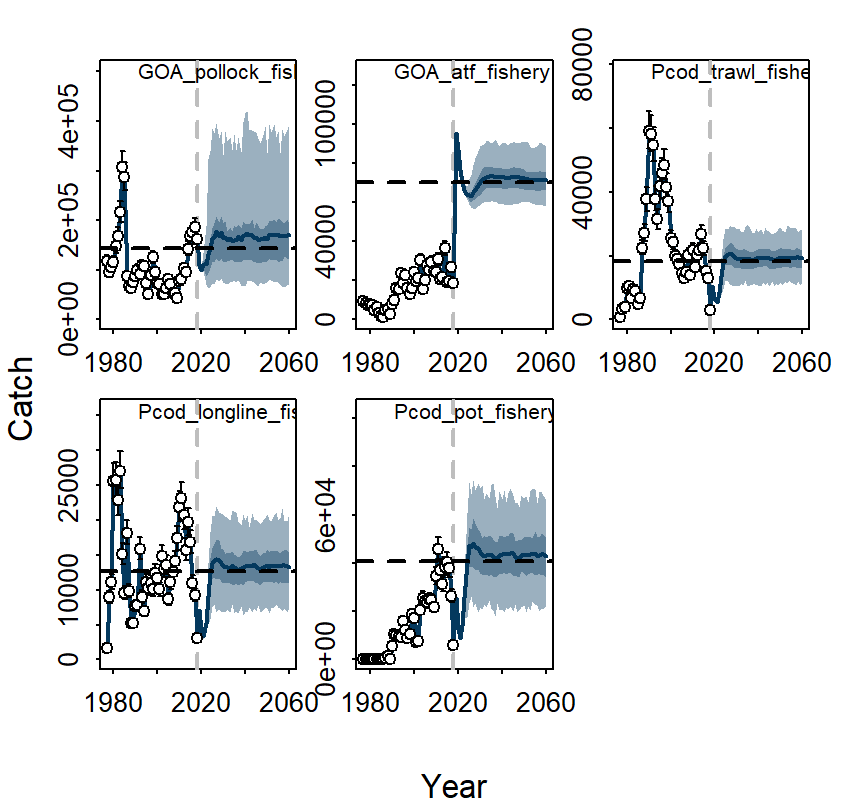 GOA_pollock_fish
GOA_atf_fishery
Pcod_trawl_fishe
0e+00
2e+05
4e+05
0
40000
100000
0
40000
80000
1980
2020
2060
1980
2020
2060
1980
2020
2060
Catch
Pcod_longline_fis
Pcod_pot_fishery
0
10000
25000
0e+00
6e+04
1980
2020
2060
1980
2020
2060
Year